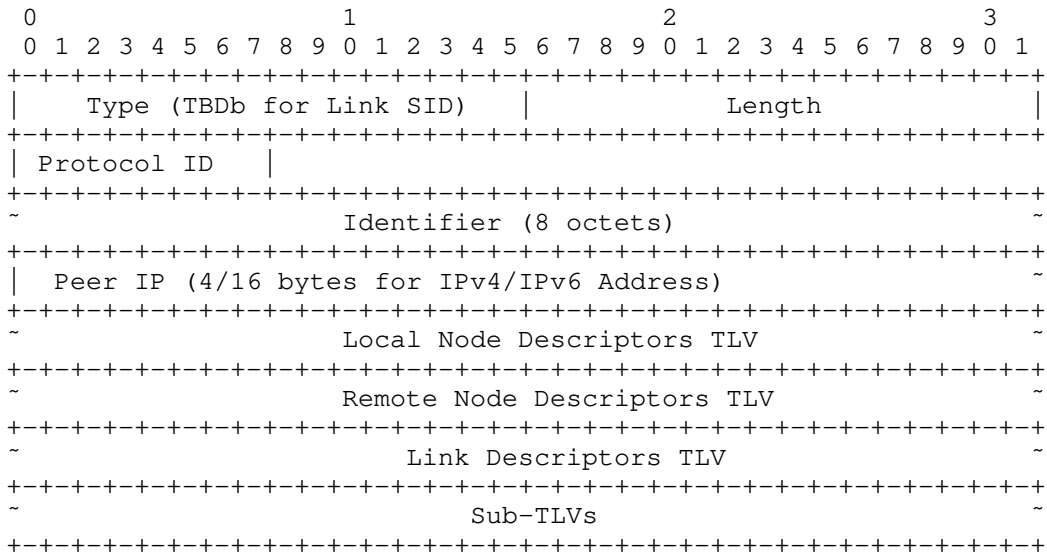 0                   1                   2                   3
 0 1 2 3 4 5 6 7 8 9 0 1 2 3 4 5 6 7 8 9 0 1 2 3 4 5 6 7 8 9 0 1
+-+-+-+-+-+-+-+-+-+-+-+-+-+-+-+-+-+-+-+-+-+-+-+-+-+-+-+-+-+-+-+-+
|    Type (TBDb for Link SID)   |            Length             |
+-+-+-+-+-+-+-+-+-+-+-+-+-+-+-+-+-+-+-+-+-+-+-+-+-+-+-+-+-+-+-+-+
| Protocol ID   |
+-+-+-+-+-+-+-+-+-+-+-+-+-+-+-+-+-+-+-+-+-+-+-+-+-+-+-+-+-+-+-+-+
~                    Identifier (8 octets)                      ~
+-+-+-+-+-+-+-+-+-+-+-+-+-+-+-+-+-+-+-+-+-+-+-+-+-+-+-+-+-+-+-+-+
|  Peer IP (4/16 bytes for IPv4/IPv6 Address)                   ~
+-+-+-+-+-+-+-+-+-+-+-+-+-+-+-+-+-+-+-+-+-+-+-+-+-+-+-+-+-+-+-+-+
~                    Local Node Descriptors TLV                 ~
+-+-+-+-+-+-+-+-+-+-+-+-+-+-+-+-+-+-+-+-+-+-+-+-+-+-+-+-+-+-+-+-+
~                    Remote Node Descriptors TLV                ~
+-+-+-+-+-+-+-+-+-+-+-+-+-+-+-+-+-+-+-+-+-+-+-+-+-+-+-+-+-+-+-+-+
~                        Link Descriptors TLV                   ~
+-+-+-+-+-+-+-+-+-+-+-+-+-+-+-+-+-+-+-+-+-+-+-+-+-+-+-+-+-+-+-+-+
~                            Sub-TLVs                           ~
+-+-+-+-+-+-+-+-+-+-+-+-+-+-+-+-+-+-+-+-+-+-+-+-+-+-+-+-+-+-+-+-+